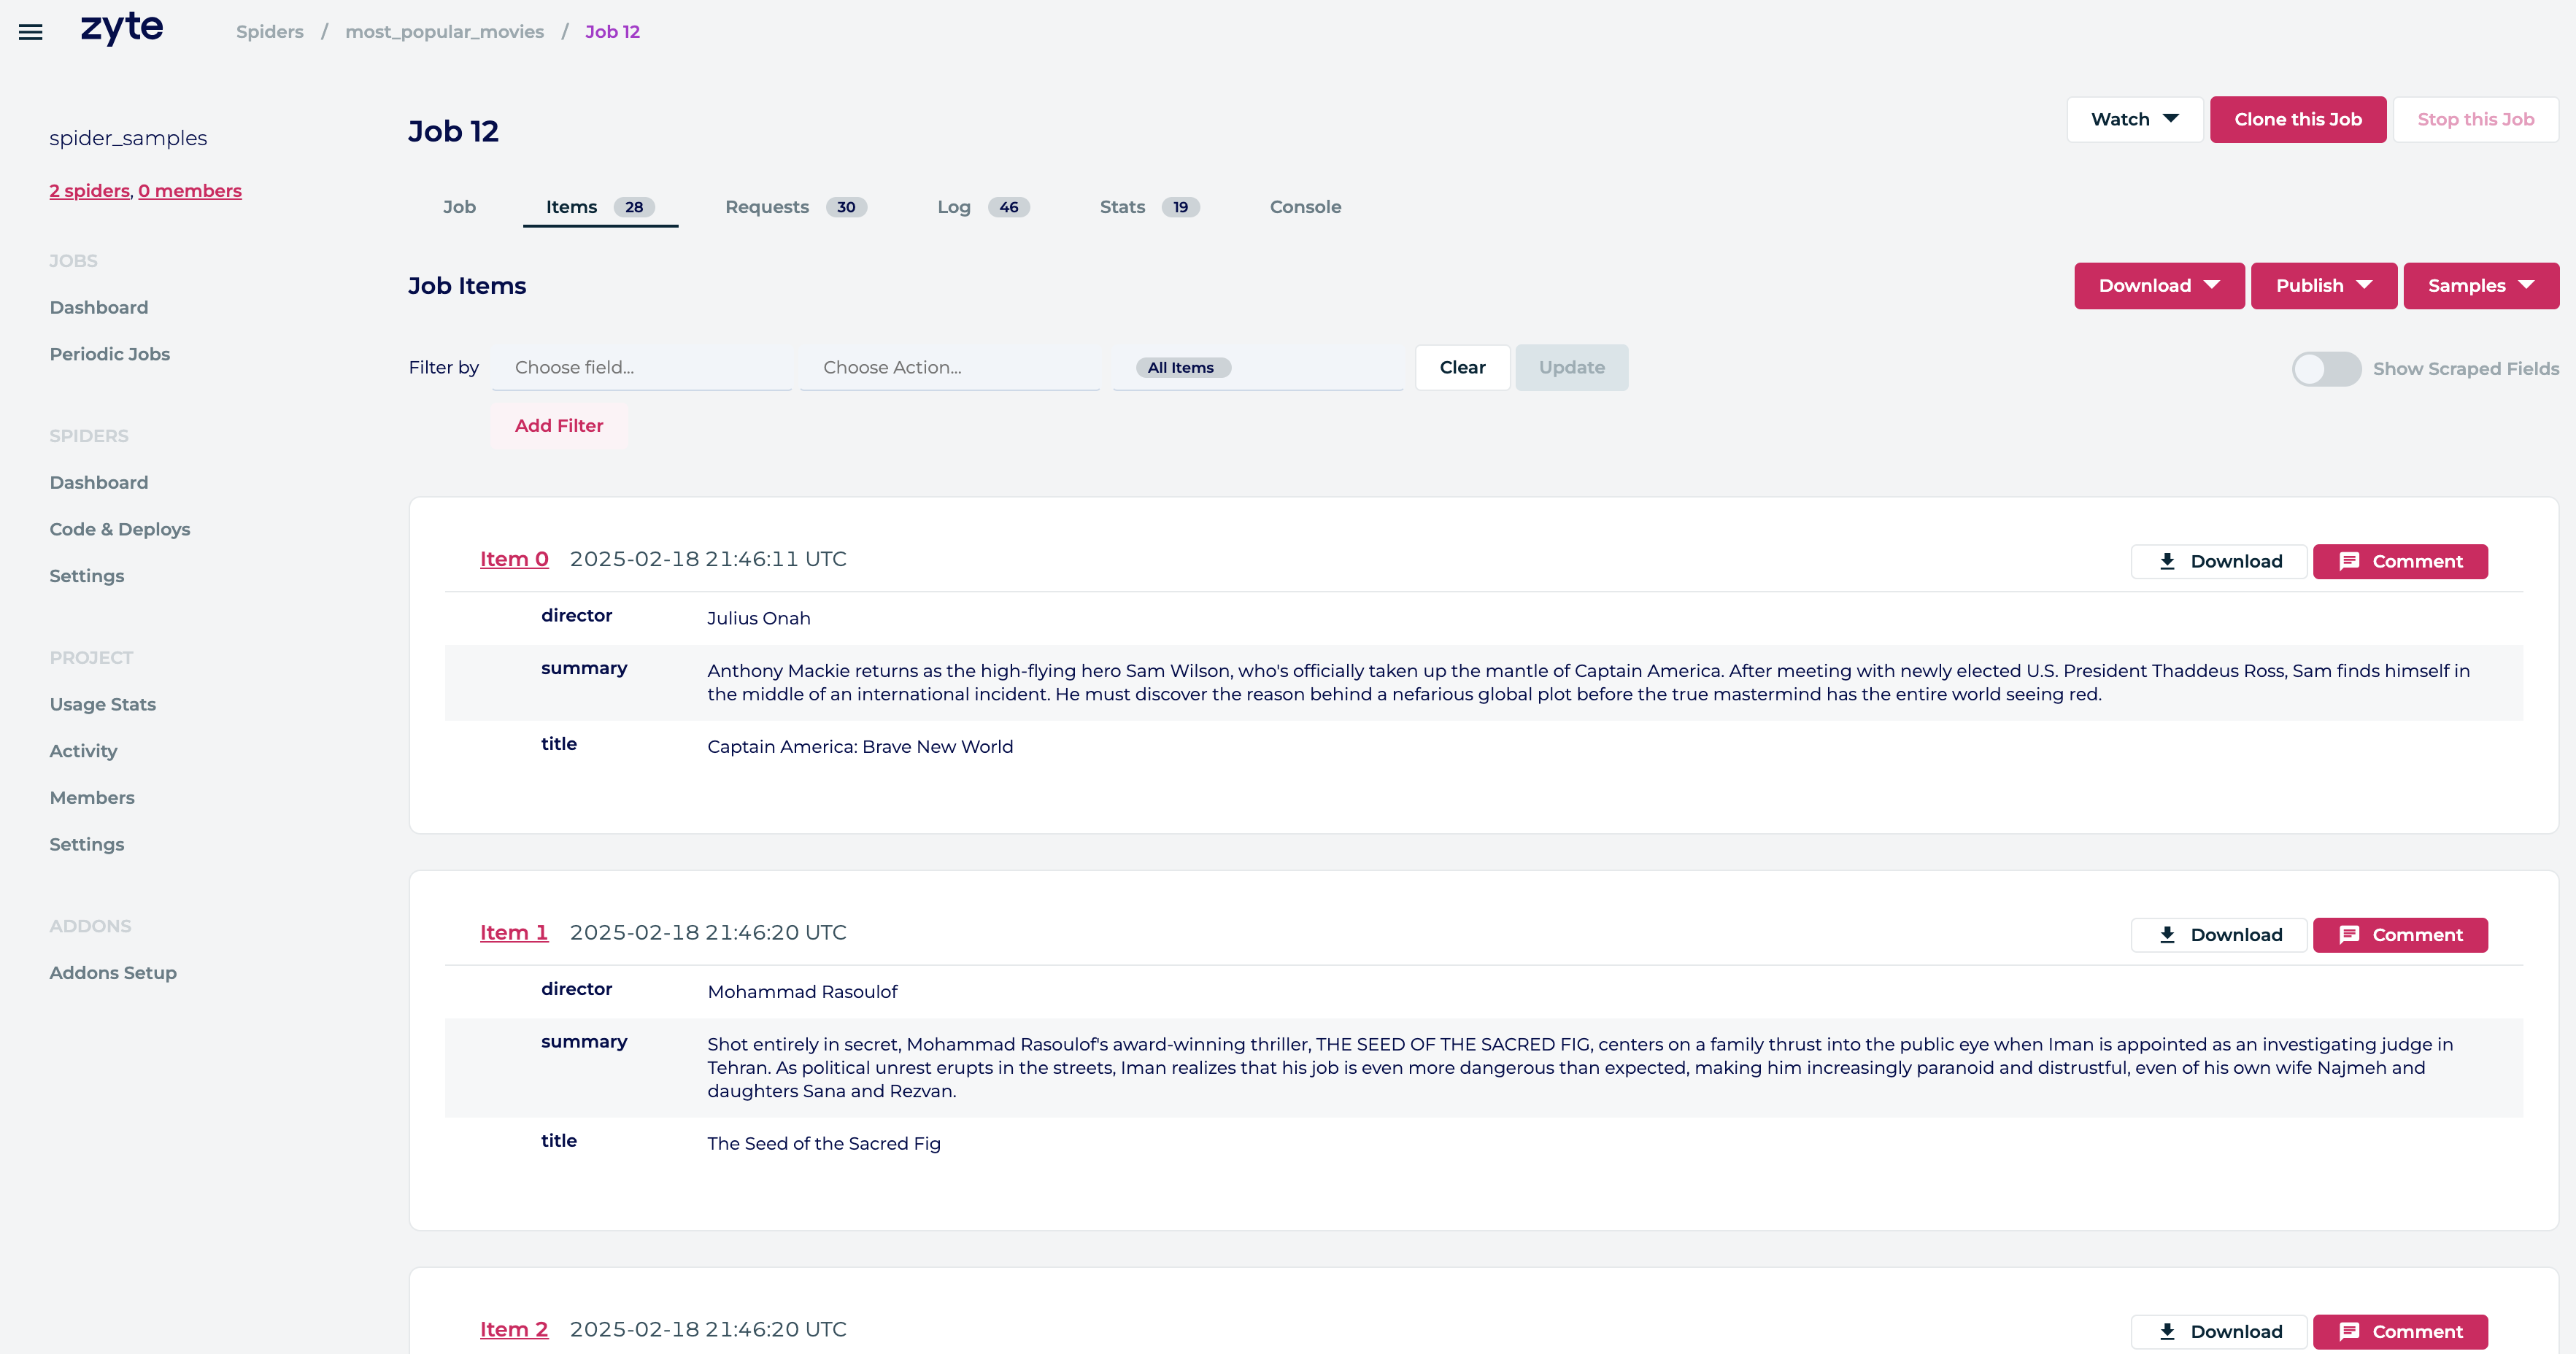 zyte
Spiders / most_popular_movies / Job 12
spider_samples
2 spiders, 0 members
JOBS
Dashboard
Periodic Jobs
SPIDERS
Dashboard
Code & Deploys
Settings
PROJECT
Usage Stats
Activity
Members
Settings
ADDONS
Addons Setup
Job 12
Watch
Clone this Job
Stop this Job
Job
Items 28
Requests 30
Log 46
Stats 19
Console
Job Items
Download
Publish
Samples
Filter by
Choose field...
Choose Action...
All Items
Clear
Update
Show Scraped Fields
Add Filter
Item 0 2025-02-18 21:46:11 UTC
Download
Comment
director Julius Onah
summary Anthony Mackie returns as the high-flying hero Sam Wilson, who's officially taken up the mantle of Captain America. After meeting with newly elected U.S. President Thaddeus Ross, Sam finds himself in
the middle of an international incident. He must discover the reason behind a nefarious global plot before the true mastermind has the entire world seeing red.
title Captain America: Brave New World
Item 1 2025-02-18 21:46:20 UTC
Download
Comment
director Mohammad Rasoulof
summary Shot entirely in secret, Mohammad Rasoulof's award-winning thriller, THE SEED OF THE SACRED FIG, centers on a family thrust into the public eye when Iman is appointed as an investigating judge in
Tehran. As political unrest erupts in the streets, Iman realizes that his job is even more dangerous than expected, making him increasingly paranoid and distrustful, even of his own wife Najmeh and
daughters Sana and Rezvan.
title The Seed of the Sacred Fig
Item 2 2025-02-18 21:46:20 UTC
Download
Comment